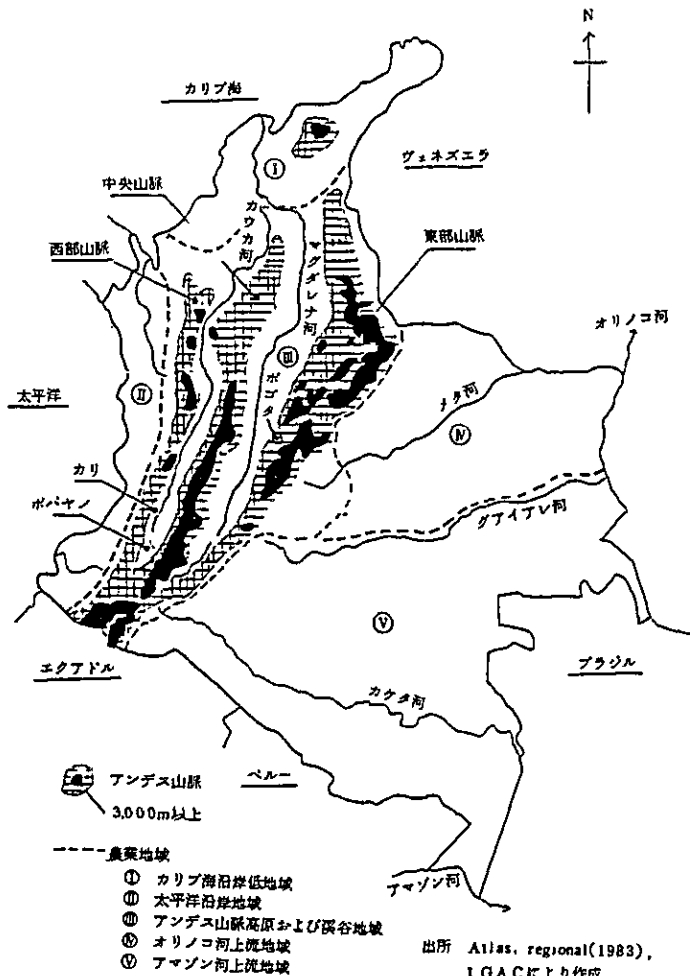 N
カリブ海
ヴェネズエラ
Ⅰ
中央山脈
カウカ河
西部山脈
マグダレナ河
東部山脈
オリノコ河
Ⅲ
メタ河
太平洋
Ⅱ
ボゴタ
Ⅳ
カリ
グアイアレ河
ポパヤノ
Ⅴ
エクアドル
ブラジル
カケタ河
アンデス山脈
ペルー
3,000m以上
農業地域
Ⅰ カリブ海沿岸低地域
Ⅱ 太平洋沿岸地域
Ⅲ アンデス山脈高原および渓谷地域
アマゾン河
Ⅳ オリノコ河上流地域
Ⅴ アマゾン河上流地域
出所 Atlas, regional(1983),
IGACにより作成